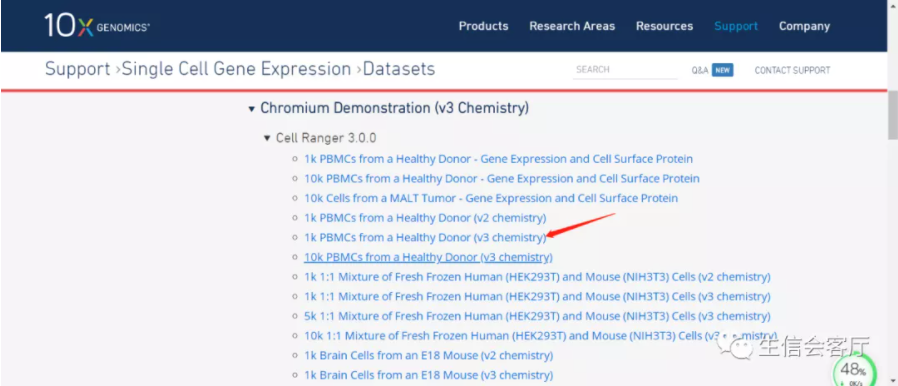 10X GENOMICS
Products Research Areas Resources Support Company
Support ›Single Cell Gene Expression ›Datasets SEARCH Q&A NEW CONTACT SUPPORT
Chromium Demonstration (v3 Chemistry)
Cell Ranger 3.0.0
1k PBMCs from a Healthy Donor - Gene Expression and Cell Surface Protein
10k PBMCs from a Healthy Donor - Gene Expression and Cell Surface Protein
10k Cells from a MALT Tumor - Gene Expression and Cell Surface Protein
1k PBMCs from a Healthy Donor (v2 chemistry)
1k PBMCs from a Healthy Donor (v3 chemistry)
10k PBMCs from a Healthy Donor (v3 chemistry)
1k 1:1 Mixture of Fresh Frozen Human (HEK293T) and Mouse (NIH3T3) Cells (v2 chemistry)
1k 1:1 Mixture of Fresh Frozen Human (HEK293T) and Mouse (NIH3T3) Cells (v3 chemistry)
5k 1:1 Mixture of Fresh Frozen Human (HEK293T) and Mouse (NIH3T3) Cells (v3 chemistry)
10k 1:1 Mixture of Fresh Frozen Human (HEK293T) and Mouse (NIH3T3) Cells
1k Brain Cells from an E18 Mouse (v2 chemistry)
1k Brain Cells from an E18 Mouse (v3 chemistry)
生信会客厅
48%